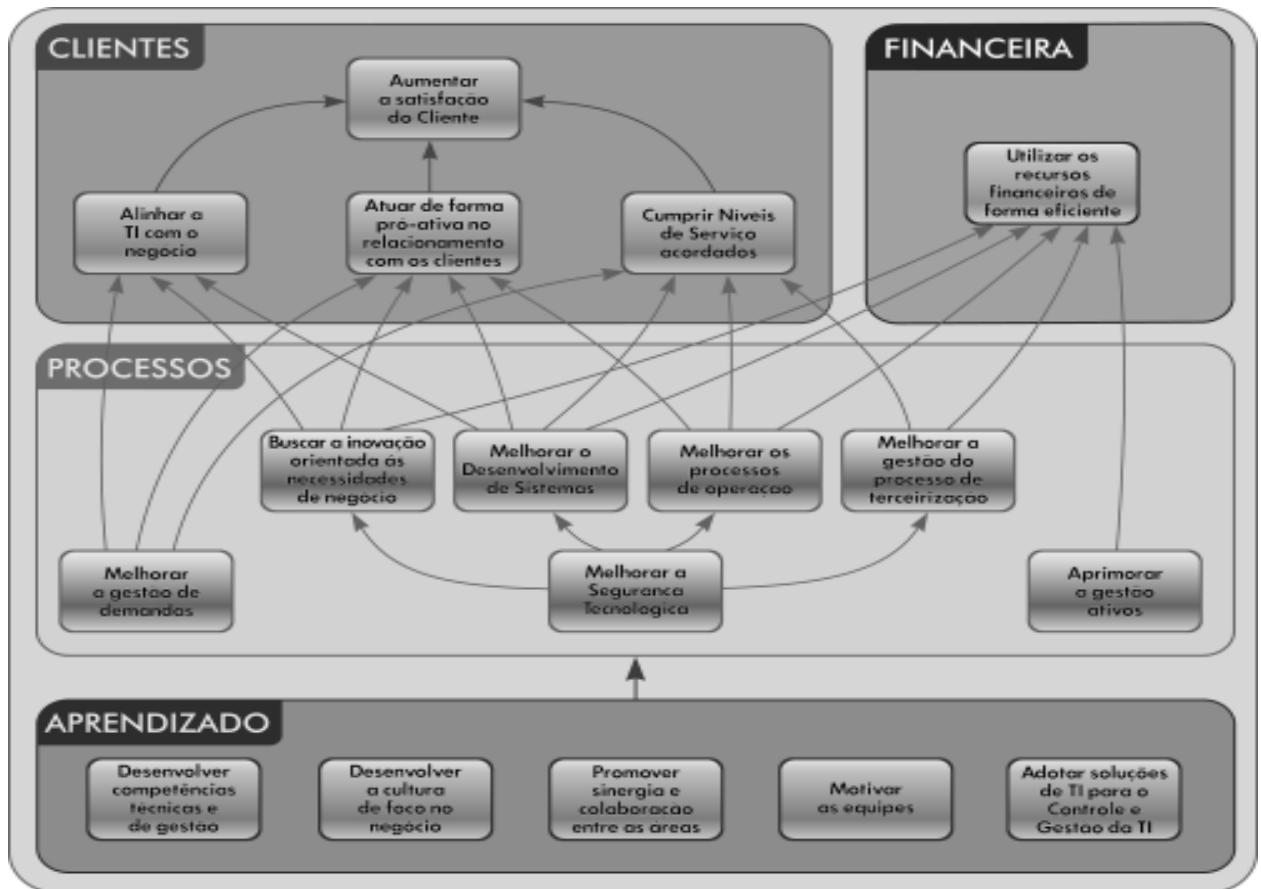 CLIENTES
Aumentar
a satisfação
do Cliente
Alinhar a
TI com o
negócio
Atuar de forma
pró-ativa no
relacionamento
com os clientes
Cumprir Niveis
de Serviço
acordados
FINANCEIRA
Utilizar os
recursos
financeiros de
forma eficiente
PROCESSOS
Buscar a inovação
orientada ás
necessidades
de negócio
Melhorar o
Desenvolvimento
de Sistemas
Melhorar os
processos
de operaçao
Melhorar a
gestão do
processo de
terceirização
Melhorar
a gestão de
demandas
Melhorar a
Seguranca
Tecnologica
Aprimorar
a gestão
ativos
APRENDIZADO
Desenvolver
competências
técnicas e
de gestão
Desenvolver
a cultura
de foco no
negócio
Promover
sinergia e
colaboração
entre as áreas
Motivar
as equipes
Adotar soluções
de TI para o
Controle e
Gestão da TI